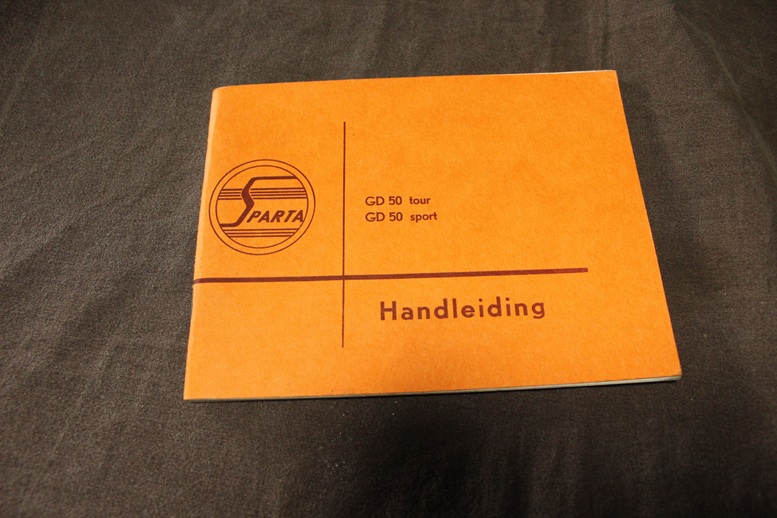 SPARTA
GD 50 tour
GD 50 sport
Handleiding